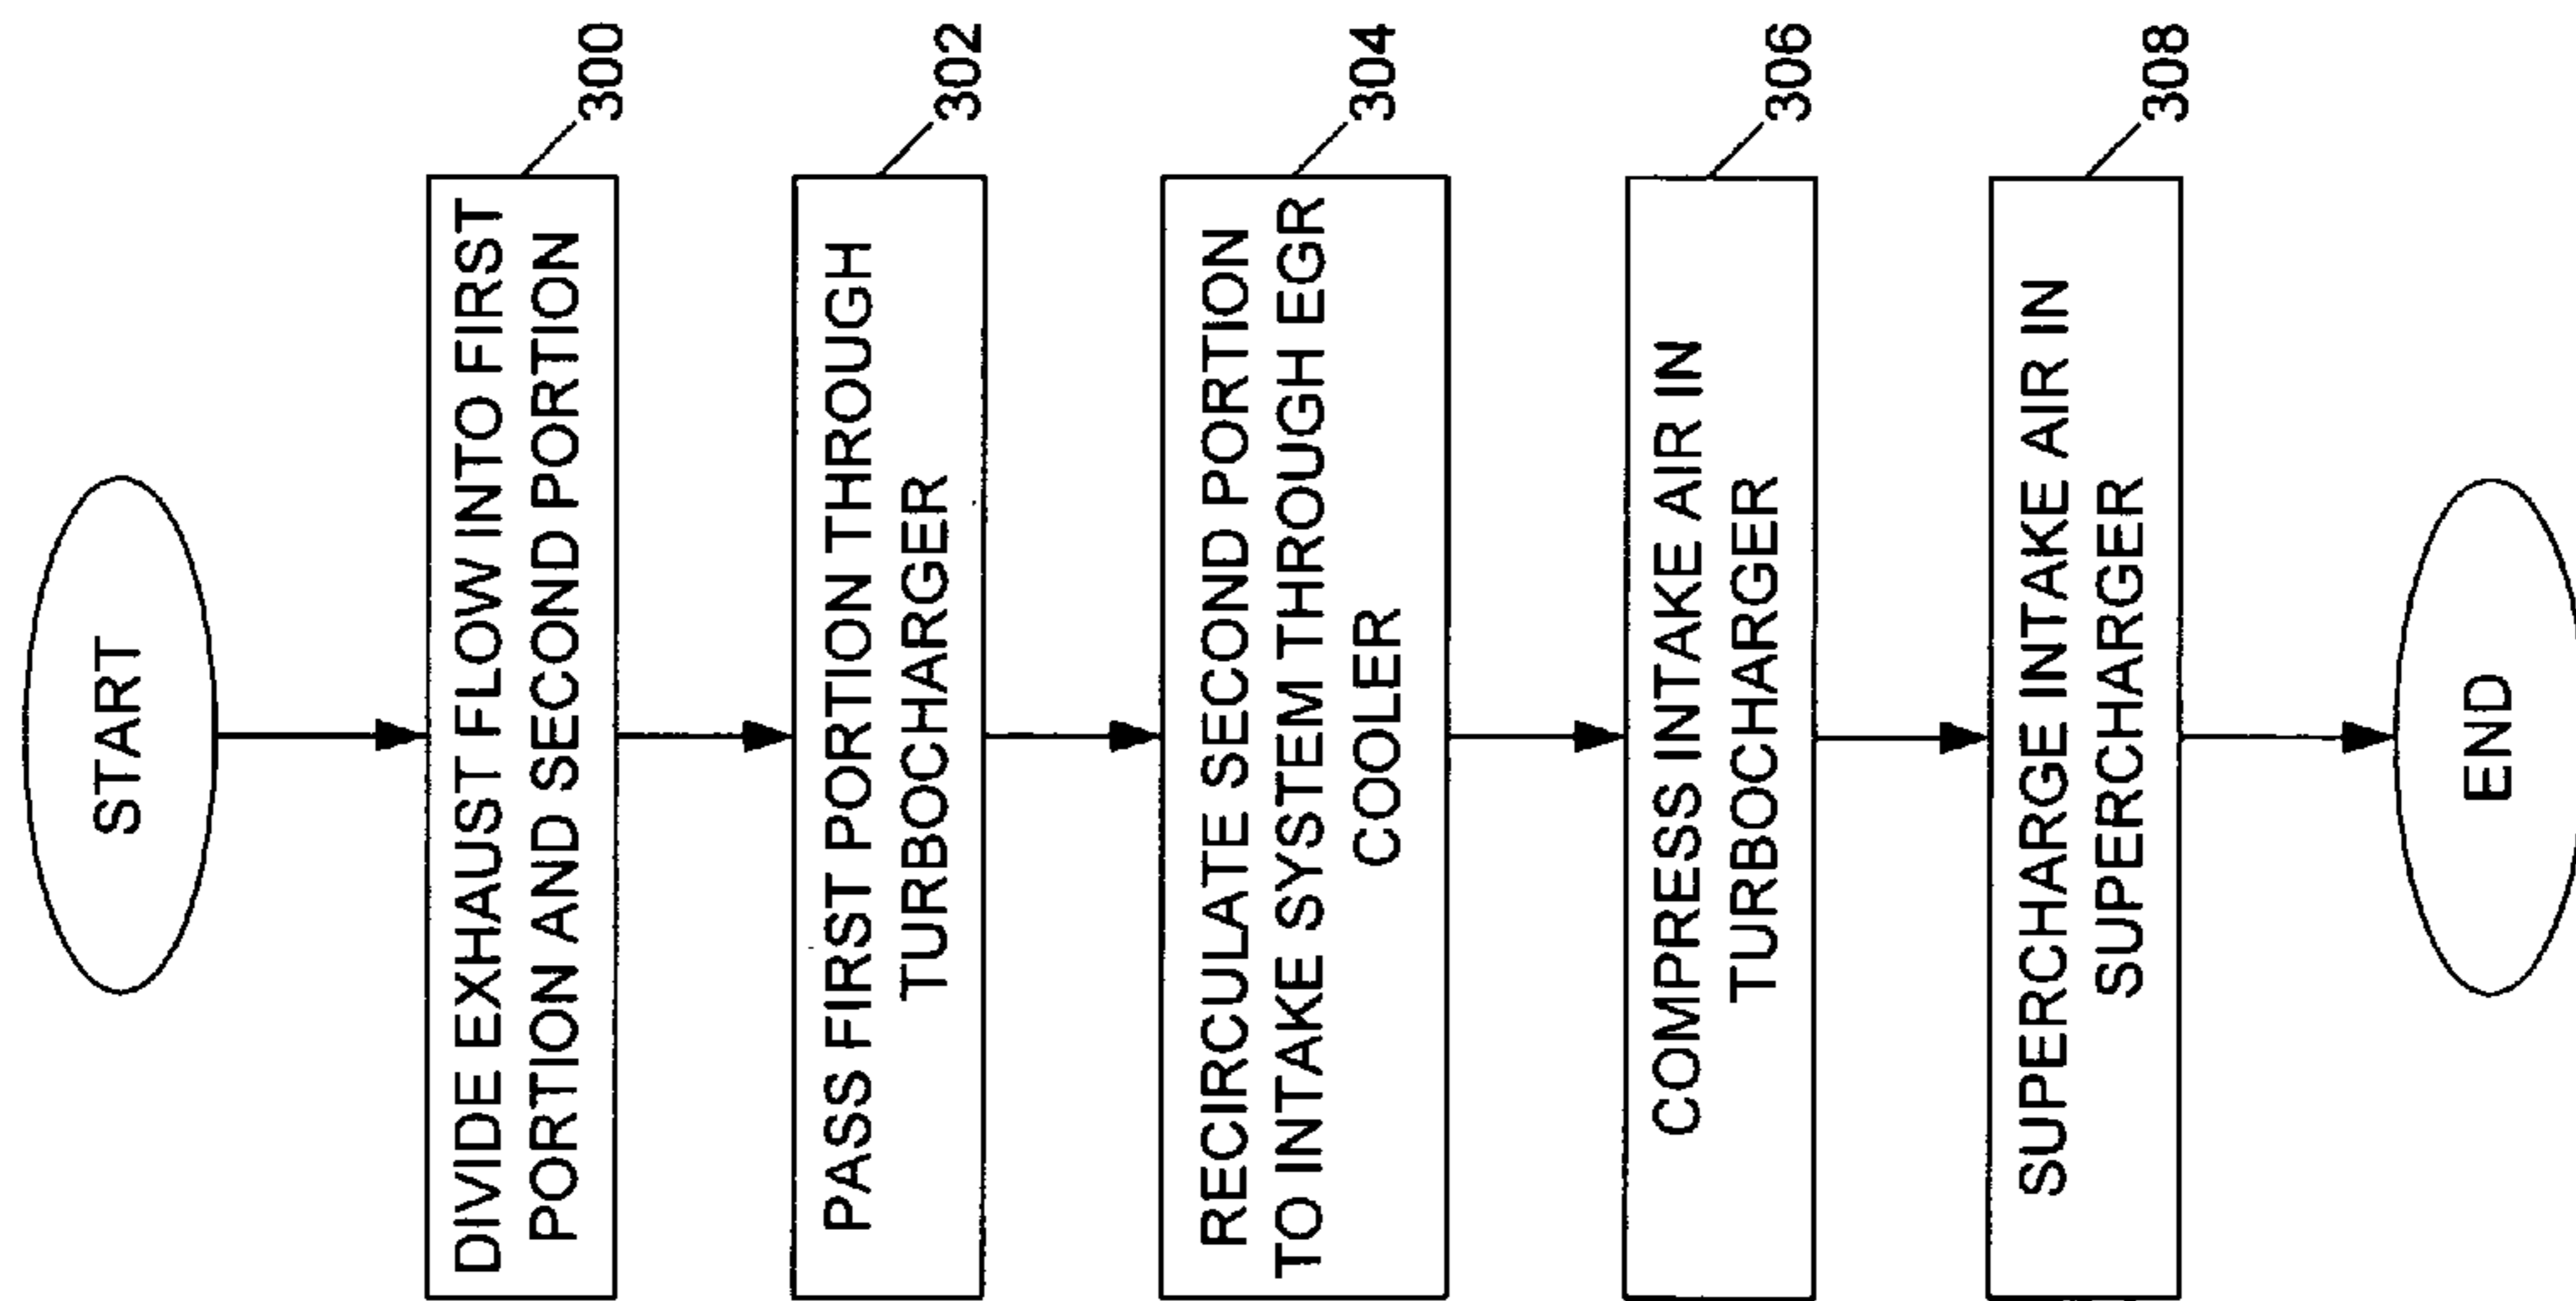 START
DIVIDE EXHAUST FLOW INTO FIRST
PORTION AND SECOND PORTION
300
PASS FIRST PORTION THROUGH
TURBOCHARGER
302
RECIRCULATE SECOND PORTION
TO INTAKE SYSTEM THROUGH EGR
COOLER
304
COMPRESS INTAKE AIR IN
TURBOCHARGER
306
SUPERCHARGE INTAKE AIR IN
SUPERCHARGER
308
END